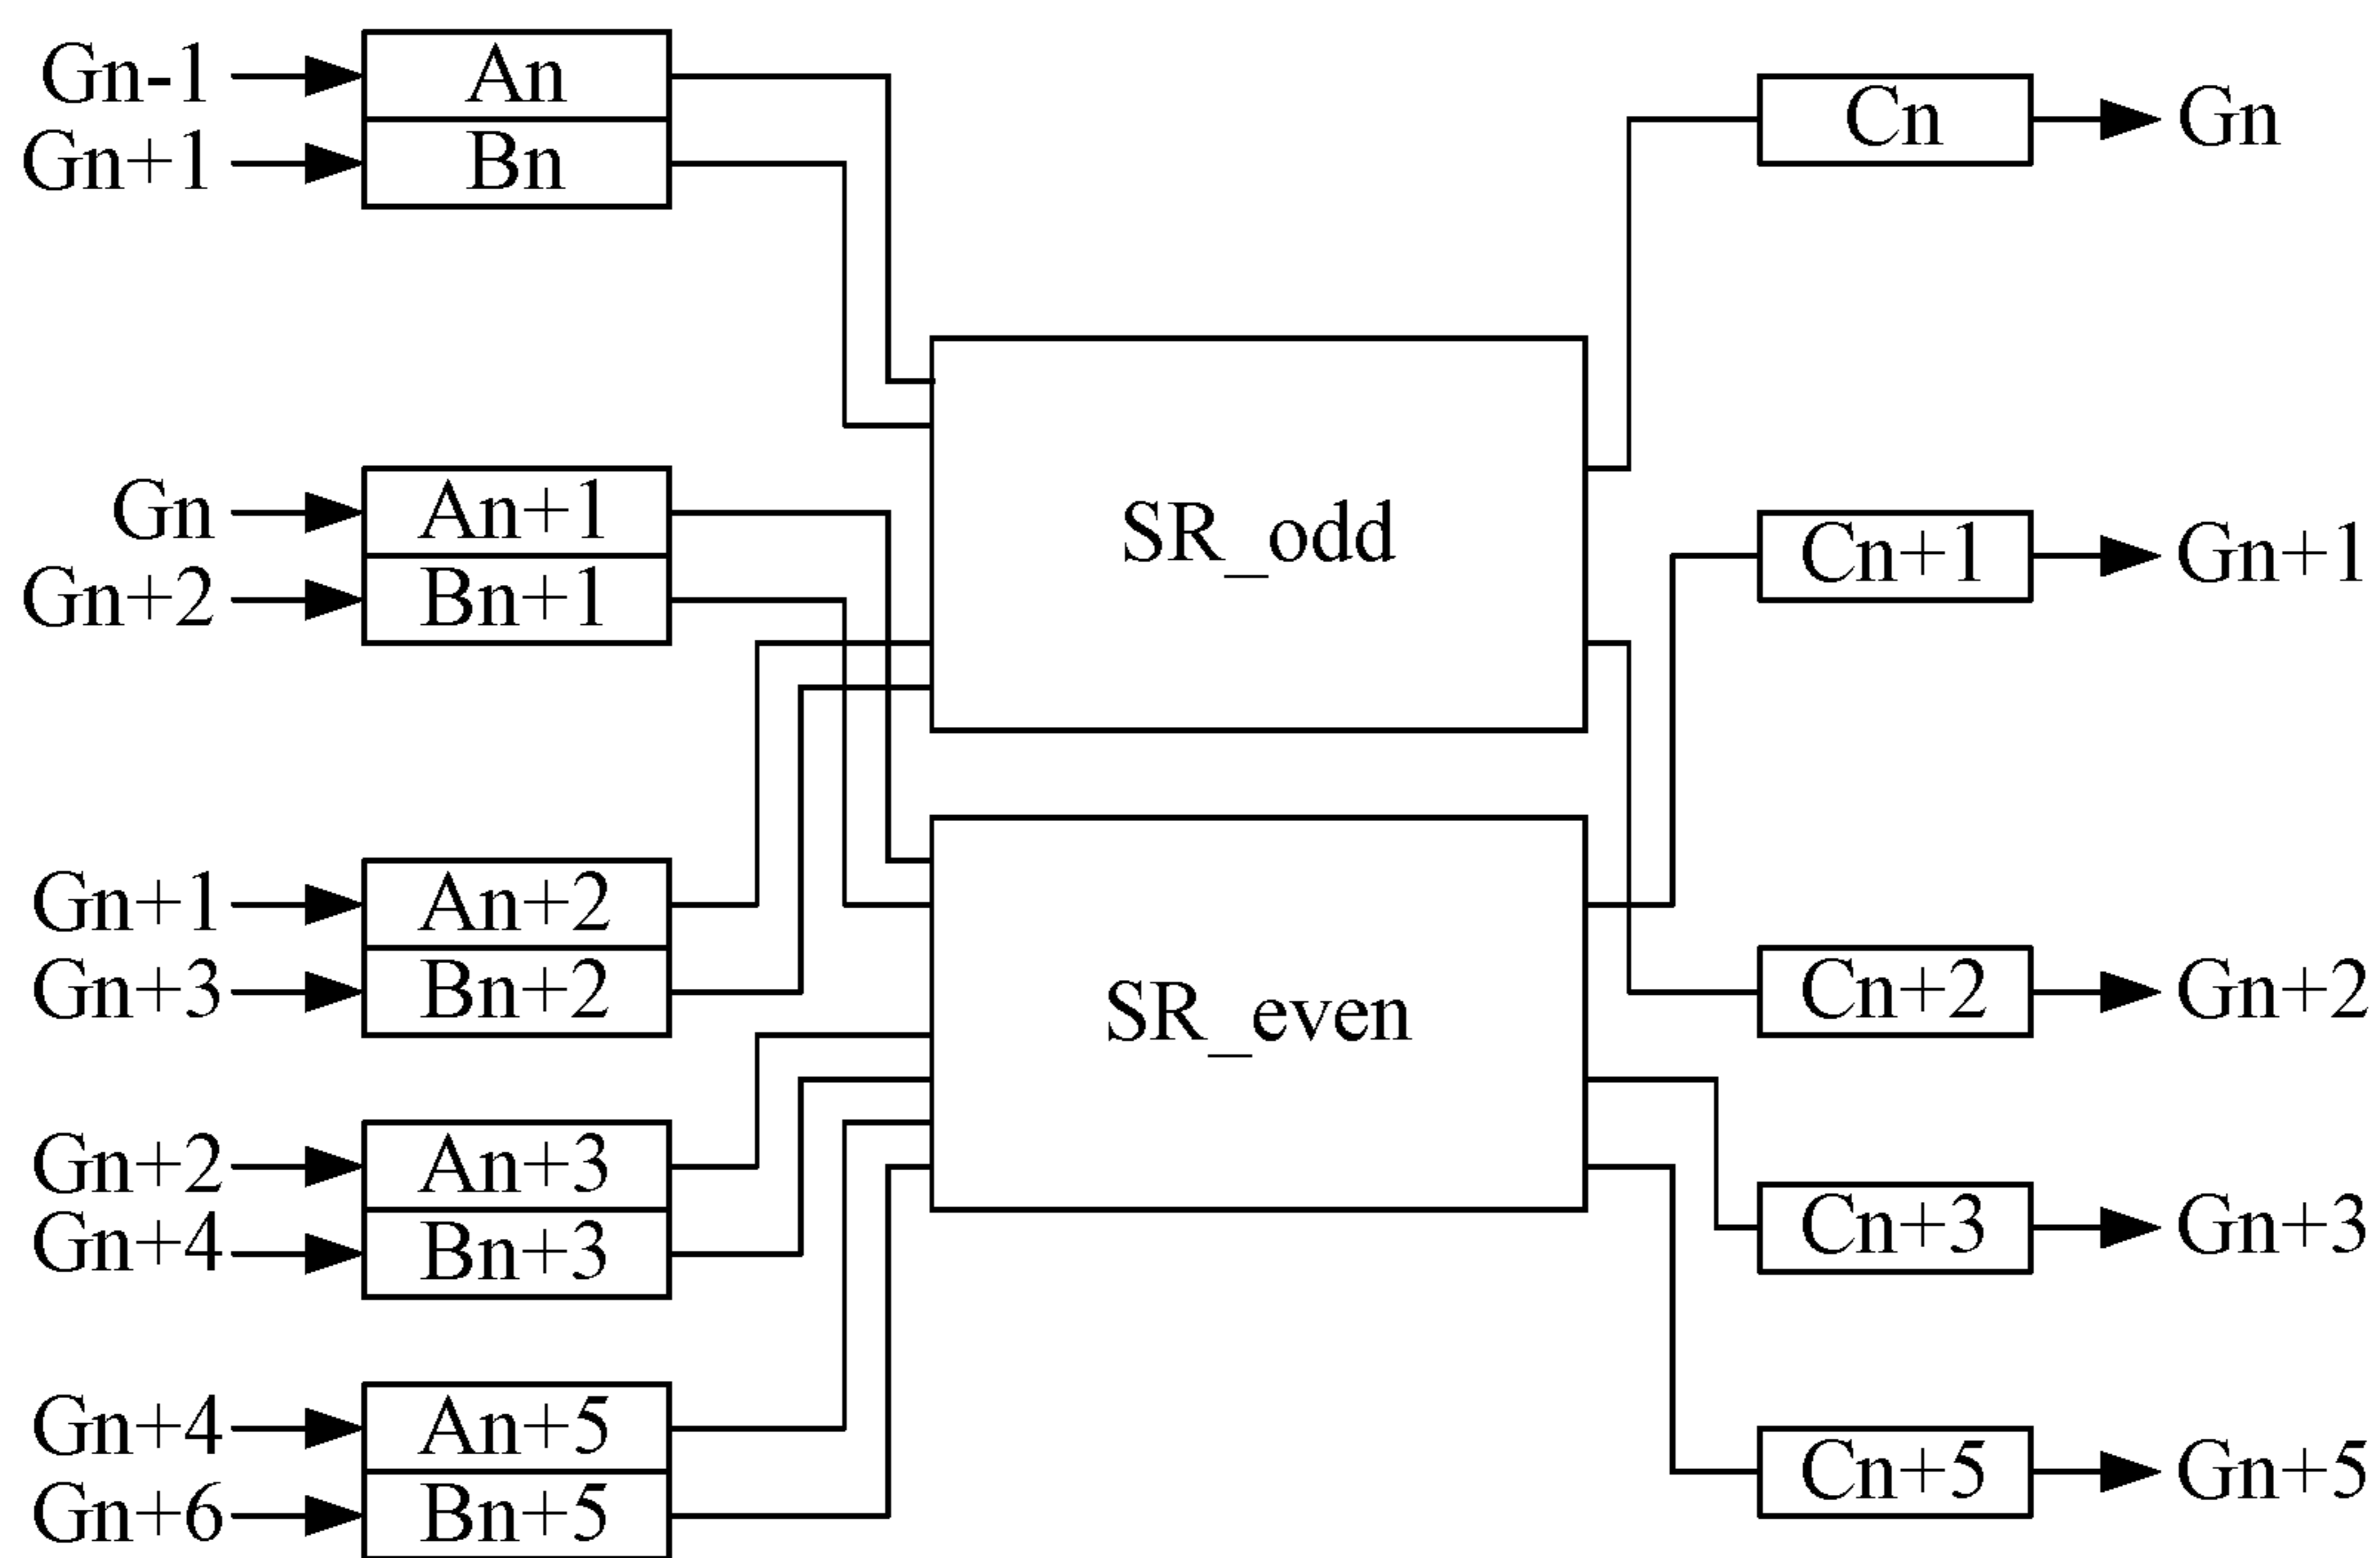 Gn-1 An
Gn+1 Bn
Cn Gn
Gn An+1
Gn+2 Bn+1
SR_odd
Cn+1 Gn+1
Gn+1 An+2
Gn+3 Bn+2
SR_even
Cn+2 Gn+2
Gn+2 An+3
Gn+4 Bn+3
Cn+3 Gn+3
Gn+4 An+5
Gn+6 Bn+5
Cn+5 Gn+5